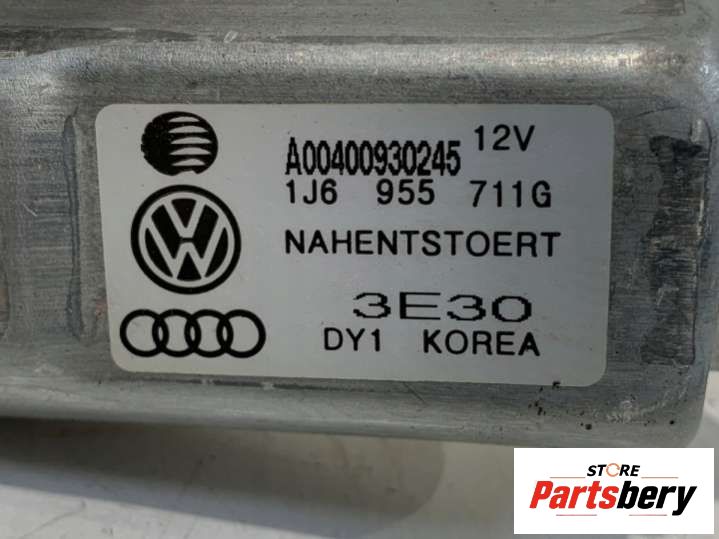 A00400930245 12V
1J6 955 711G
NAHENTSTOERT
3E30
DY1 KOREA
STORE
Partsbery